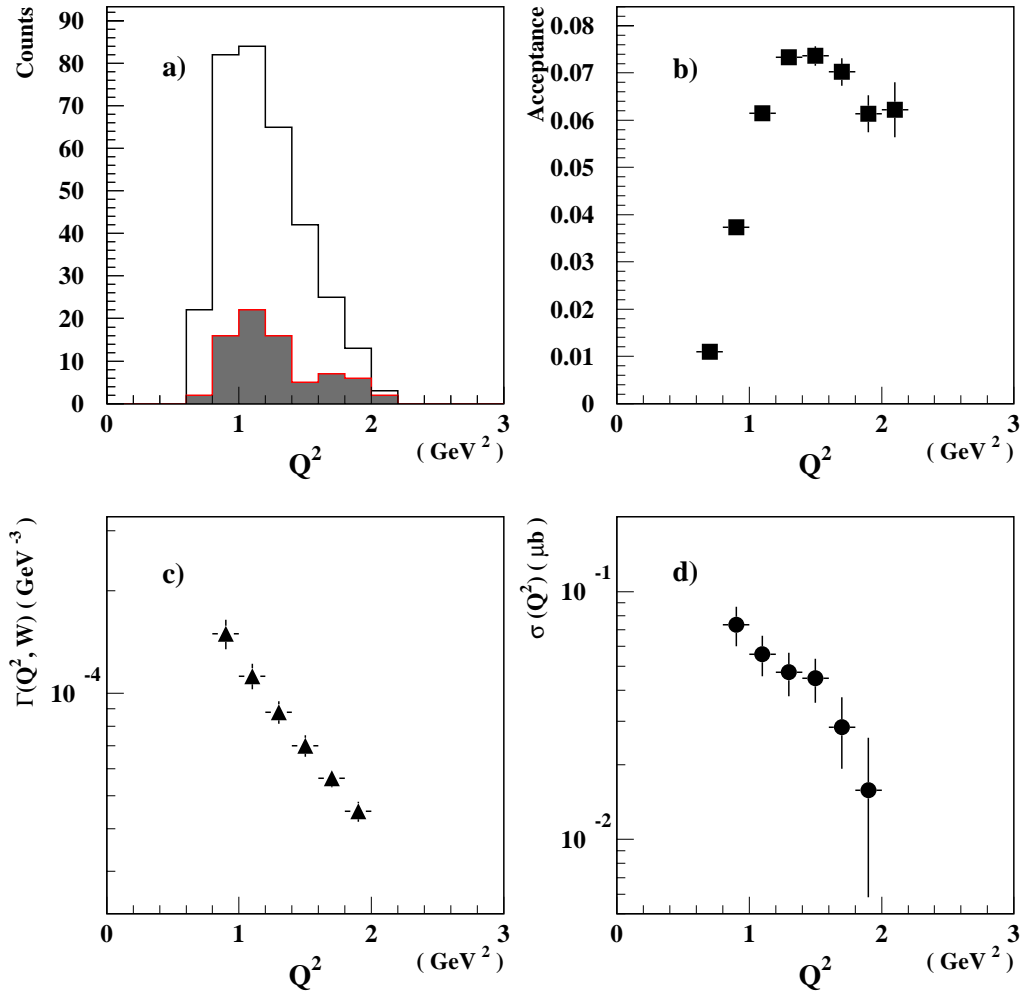 Counts
a)
90
80
70
60
50
40
30
20
10
0
0 1 2 3
Q² ( GeV ² )
Acceptance
b)
0.08
0.07
0.06
0.05
0.04
0.03
0.02
0.01
0
0 1 2 3
Q² ( GeV ² )
Γ(Q², W) ( GeV ⁻³ )
c)
10 ⁻⁴
0 1 2 3
Q² ( GeV ² )
σ (Q²) ( μb )
d)
10 ⁻¹
10 ⁻²
0 1 2 3
Q² ( GeV ² )